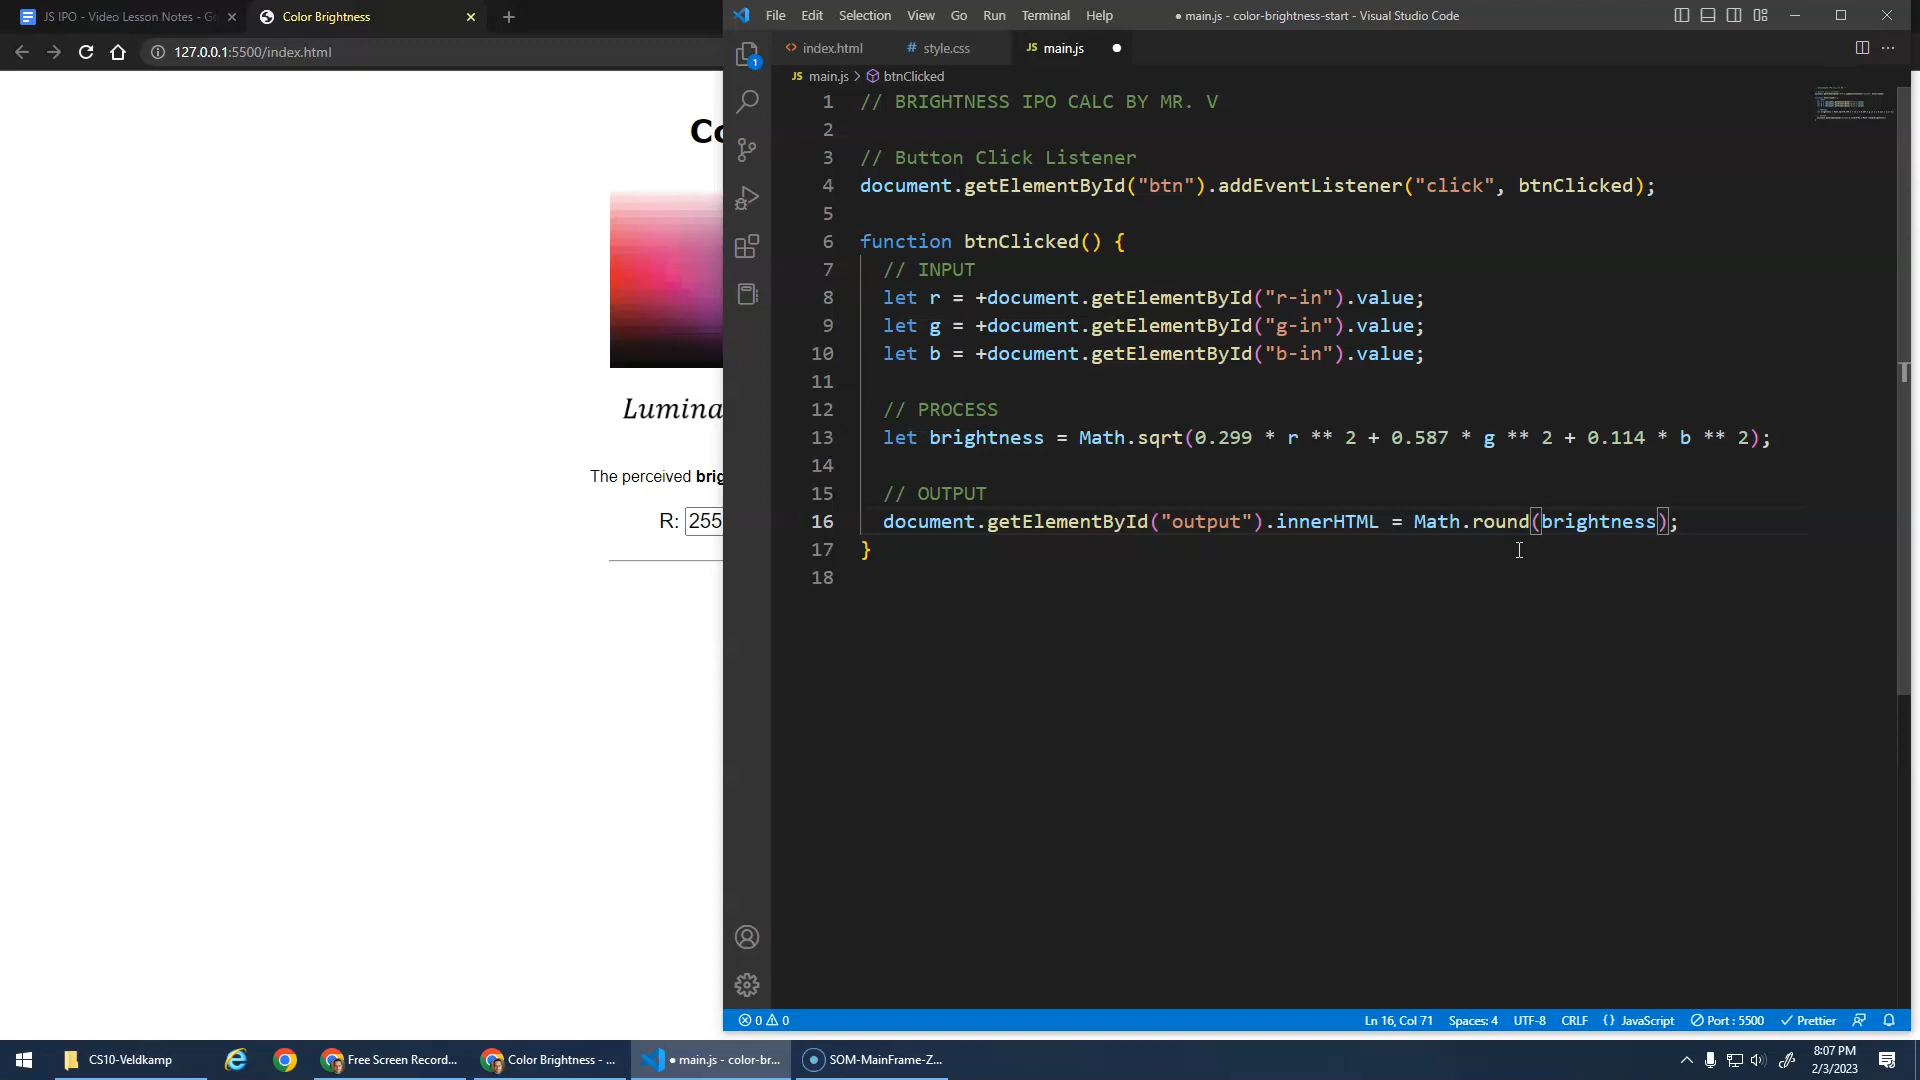 JS IPO - Video Lesson Notes - Go
Color Brightness
127.0.0.1:5500/index.html
Co
Lumina
The perceived brig
R: 255
File Edit Selection View Go Run Terminal Help
● main.js - color-brightness-start - Visual Studio Code
index.html
# style.css
JS main.js
JS main.js > btnClicked
1
1 // BRIGHTNESS IPO CALC BY MR. V
2
3 // Button Click Listener
4 document.getElementById("btn").addEventListener("click", btnClicked);
5
6 function btnClicked() {
7 // INPUT
8 let r = +document.getElementById("r-in").value;
9 let g = +document.getElementById("g-in").value;
10 let b = +document.getElementById("b-in").value;
11
12 // PROCESS
13 let brightness = Math.sqrt(0.299 * r ** 2 + 0.587 * g ** 2 + 0.114 * b ** 2);
14
15 // OUTPUT
16 document.getElementById("output").innerHTML = Math.round(brightness);
17 }
18
0 0
Ln 16, Col 71 Spaces: 4 UTF-8 CRLF {} JavaScript Port : 5500 Prettier
CS10-Veldkamp
Free Screen Record...
Color Brightness - ...
● main.js - color-br...
SOM-MainFrame-Z...
8:07 PM
2/3/2023